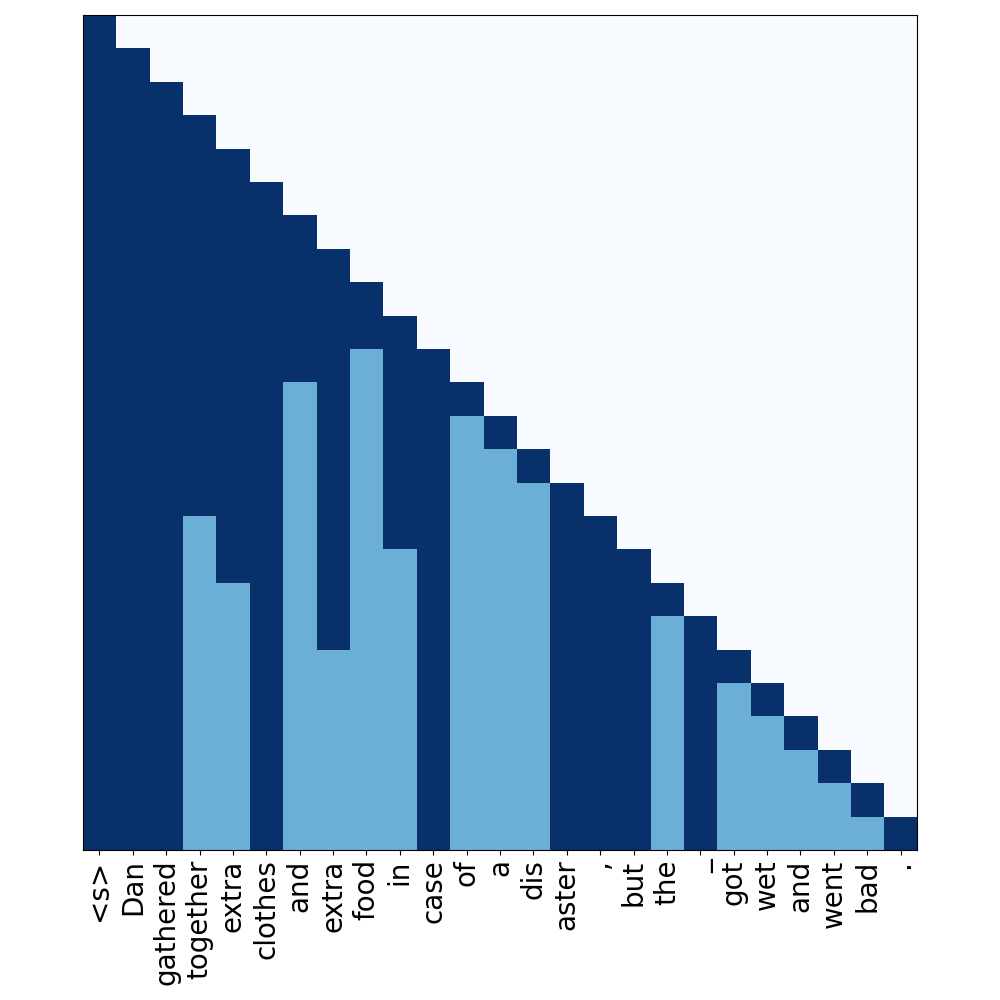 <s> Dan gathered together extra clothes and extra food in case of a dis aster , but the _ got wet and went bad .